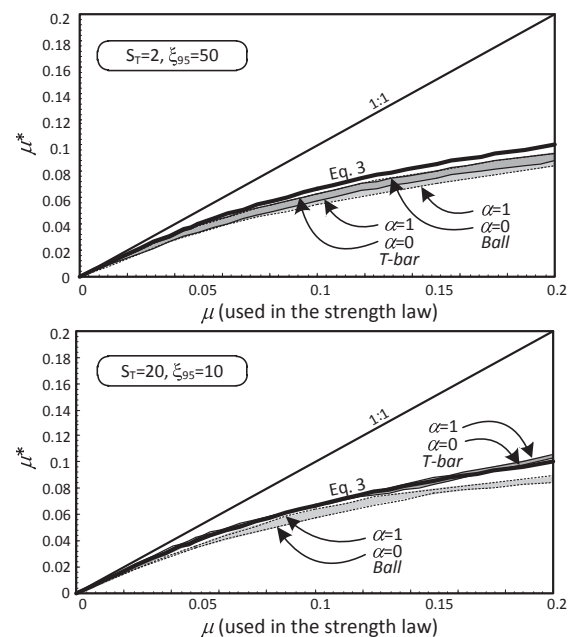 S_T=2, ξ_95=50
0.2
0.18
0.16
0.14
0.12
0.1
0.08
0.06
0.04
0.02
0
μ*
1:1
Eq. 3
α=1
α=0
T-bar
α=1
α=0
Ball
0 0.05 0.1 0.15 0.2
μ (used in the strength law)
S_T=20, ξ_95=10
0.2
0.18
0.16
0.14
0.12
0.1
0.08
0.06
0.04
0.02
0
μ*
1:1
α=1
α=0
T-bar
Eq. 3
α=1
α=0
Ball
0 0.05 0.1 0.15 0.2
μ (used in the strength law)